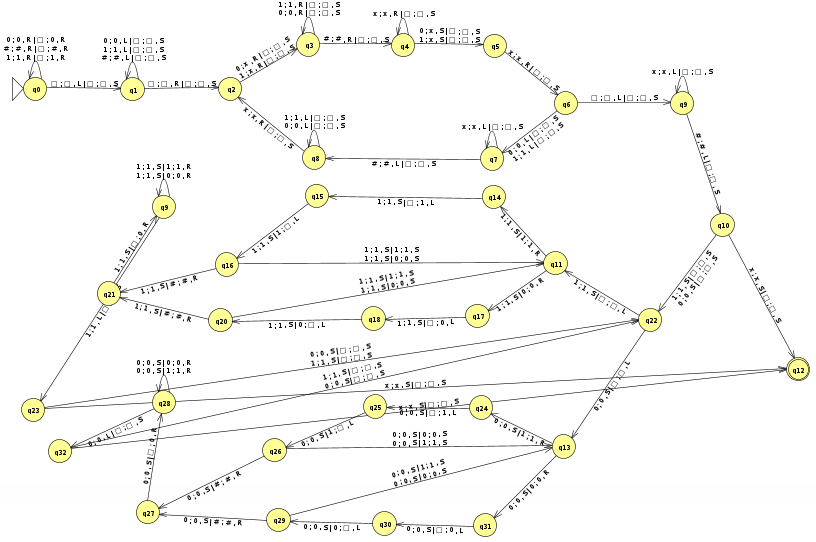 0;0,R|□;0,R
#;#,R|□;#,R
1;1,R|□;1,R
q0
□;□,L|□;□,S
0;0,L|□;□,S
1;1,L|□;□,S
#;#,L|□;□,S
q1
□;□,R|□;□,S
q2
0;x,R|□;□,S
1;x,R|□;□,S
1;1,R|□;□,S
0;0,R|□;□,S
q3
#;#,R|□;□,S
x;x,R|□;□,S
q4
0;x,S|□;□,S
1;x,S|□;□,S
q5
x;x,R|□;□,S
q6
□;□,L|□;□,S
x;x,L|□;□,S
q9
0;0,L|□;□,S
1;1,L|□;□,S
x;x,L|□;□,S
q7
#;#,L|□;□,S
1;1,L|□;□,S
0;0,L|□;□,S
q8
x;x,R|□;□,S
#;#,L|□;□,S
q10
1;1,S|□;□,S
0;0,S|□;□,S
x;x,S|□;□,S
1;1,S|1;1,R
1;1,S|0;0,R
q9
1;1,S|□;0,R
q15
1;1,S|□;1,L
q14
1;1,S|1;□,L
1;1,S|1;1,R
q16
1;1,S|1;1,S
1;1,S|0;0,S
q11
1;1,S|□;□,L
1;1,S|#;#,R
q21
1;1,S|1;1,S
1;1,S|0;0,S
1;1,S|0;0,R
1;1,S|#;#,R
q20
1;1,S|0;□,L
q18
1;1,S|□;0,L
q17
q22
1;1,L|□
0;0,S|□;□,S
1;1,S|□;□,S
1;1,S|□;□,S
0;0,S|□;□,S
0;0,S|□;□,L
0;0,S|0;0,R
0;0,S|1;1,R
x;x,S|□;□,S
q12
q23
q28
q25
x;x,S|□;□,S
0;0,S|□;1,L
q24
0;0,L|□;□,S
0;0,S|1;□,L
0;0,S|1;1,R
q32
q26
0;0,S|0;0,S
0;0,S|1;1,S
q13
0;0,S|□;0,R
0;0,S|#;#,R
0;0,S|1;1,S
0;0,S|0;0,S
0;0,S|0;0,R
q27
0;0,S|#;#,R
q29
0;0,S|0;□,L
q30
0;0,S|□;0,L
q31